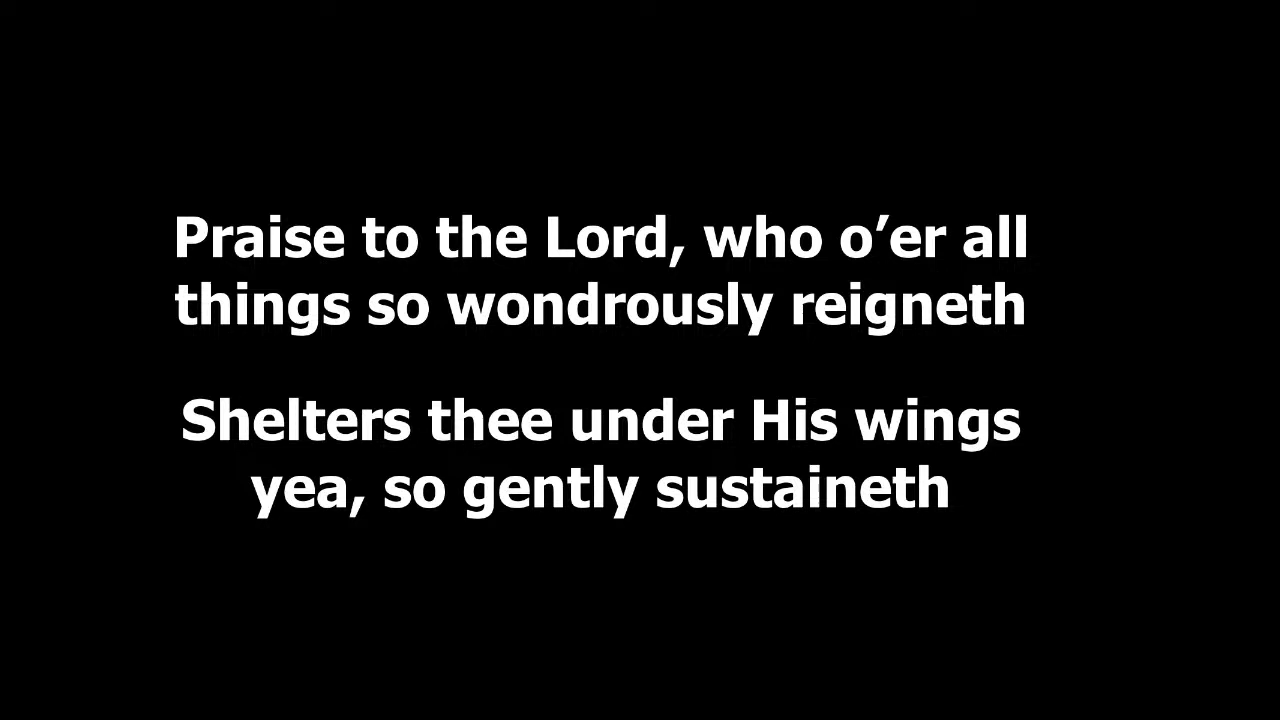 Praise to the Lord, who o’er all
things so wondrously reigneth
Shelters thee under His wings
yea, so gently sustaineth